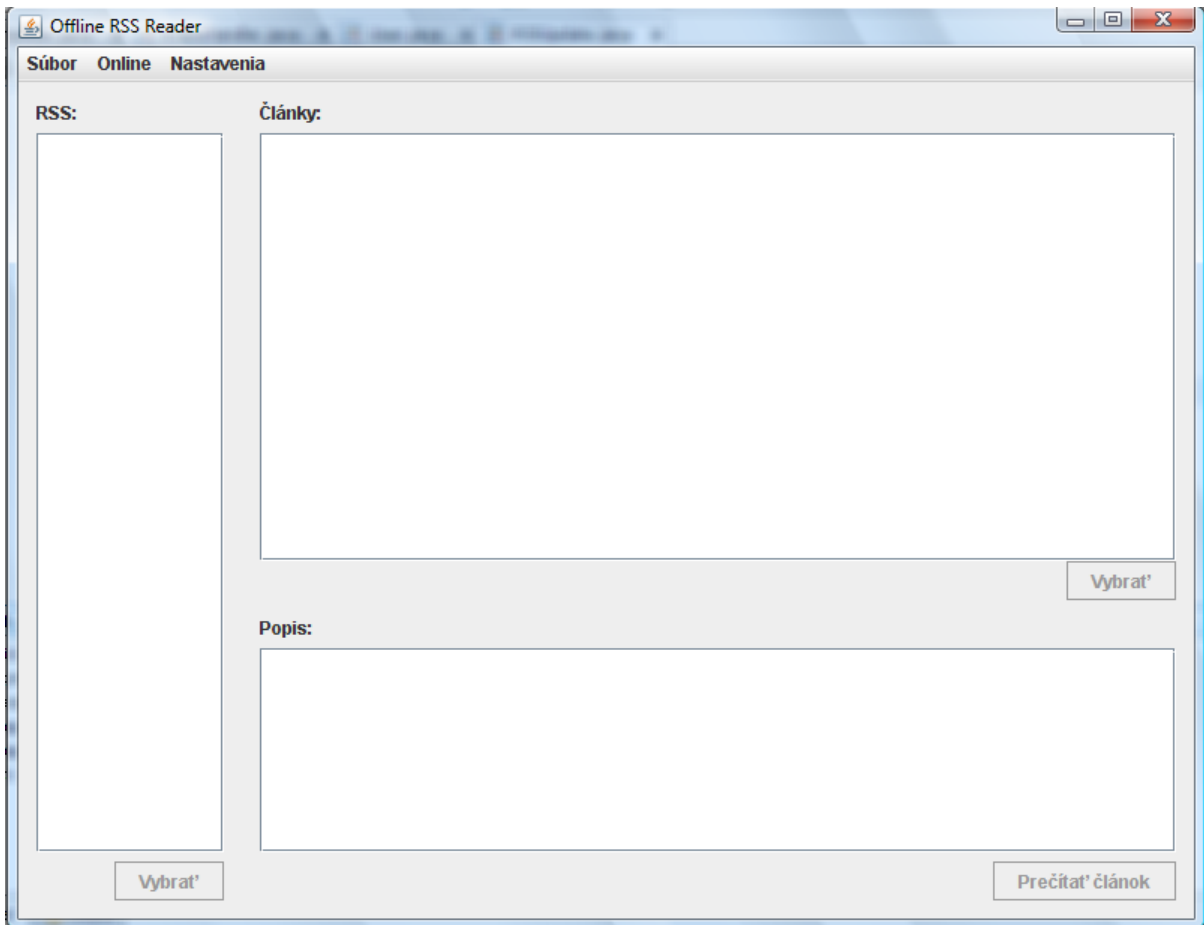 Offline RSS Reader
Súbor Online Nastavenia
RSS:
Články:
Vybrať
Popis:
Vybrať
Prečítať článok